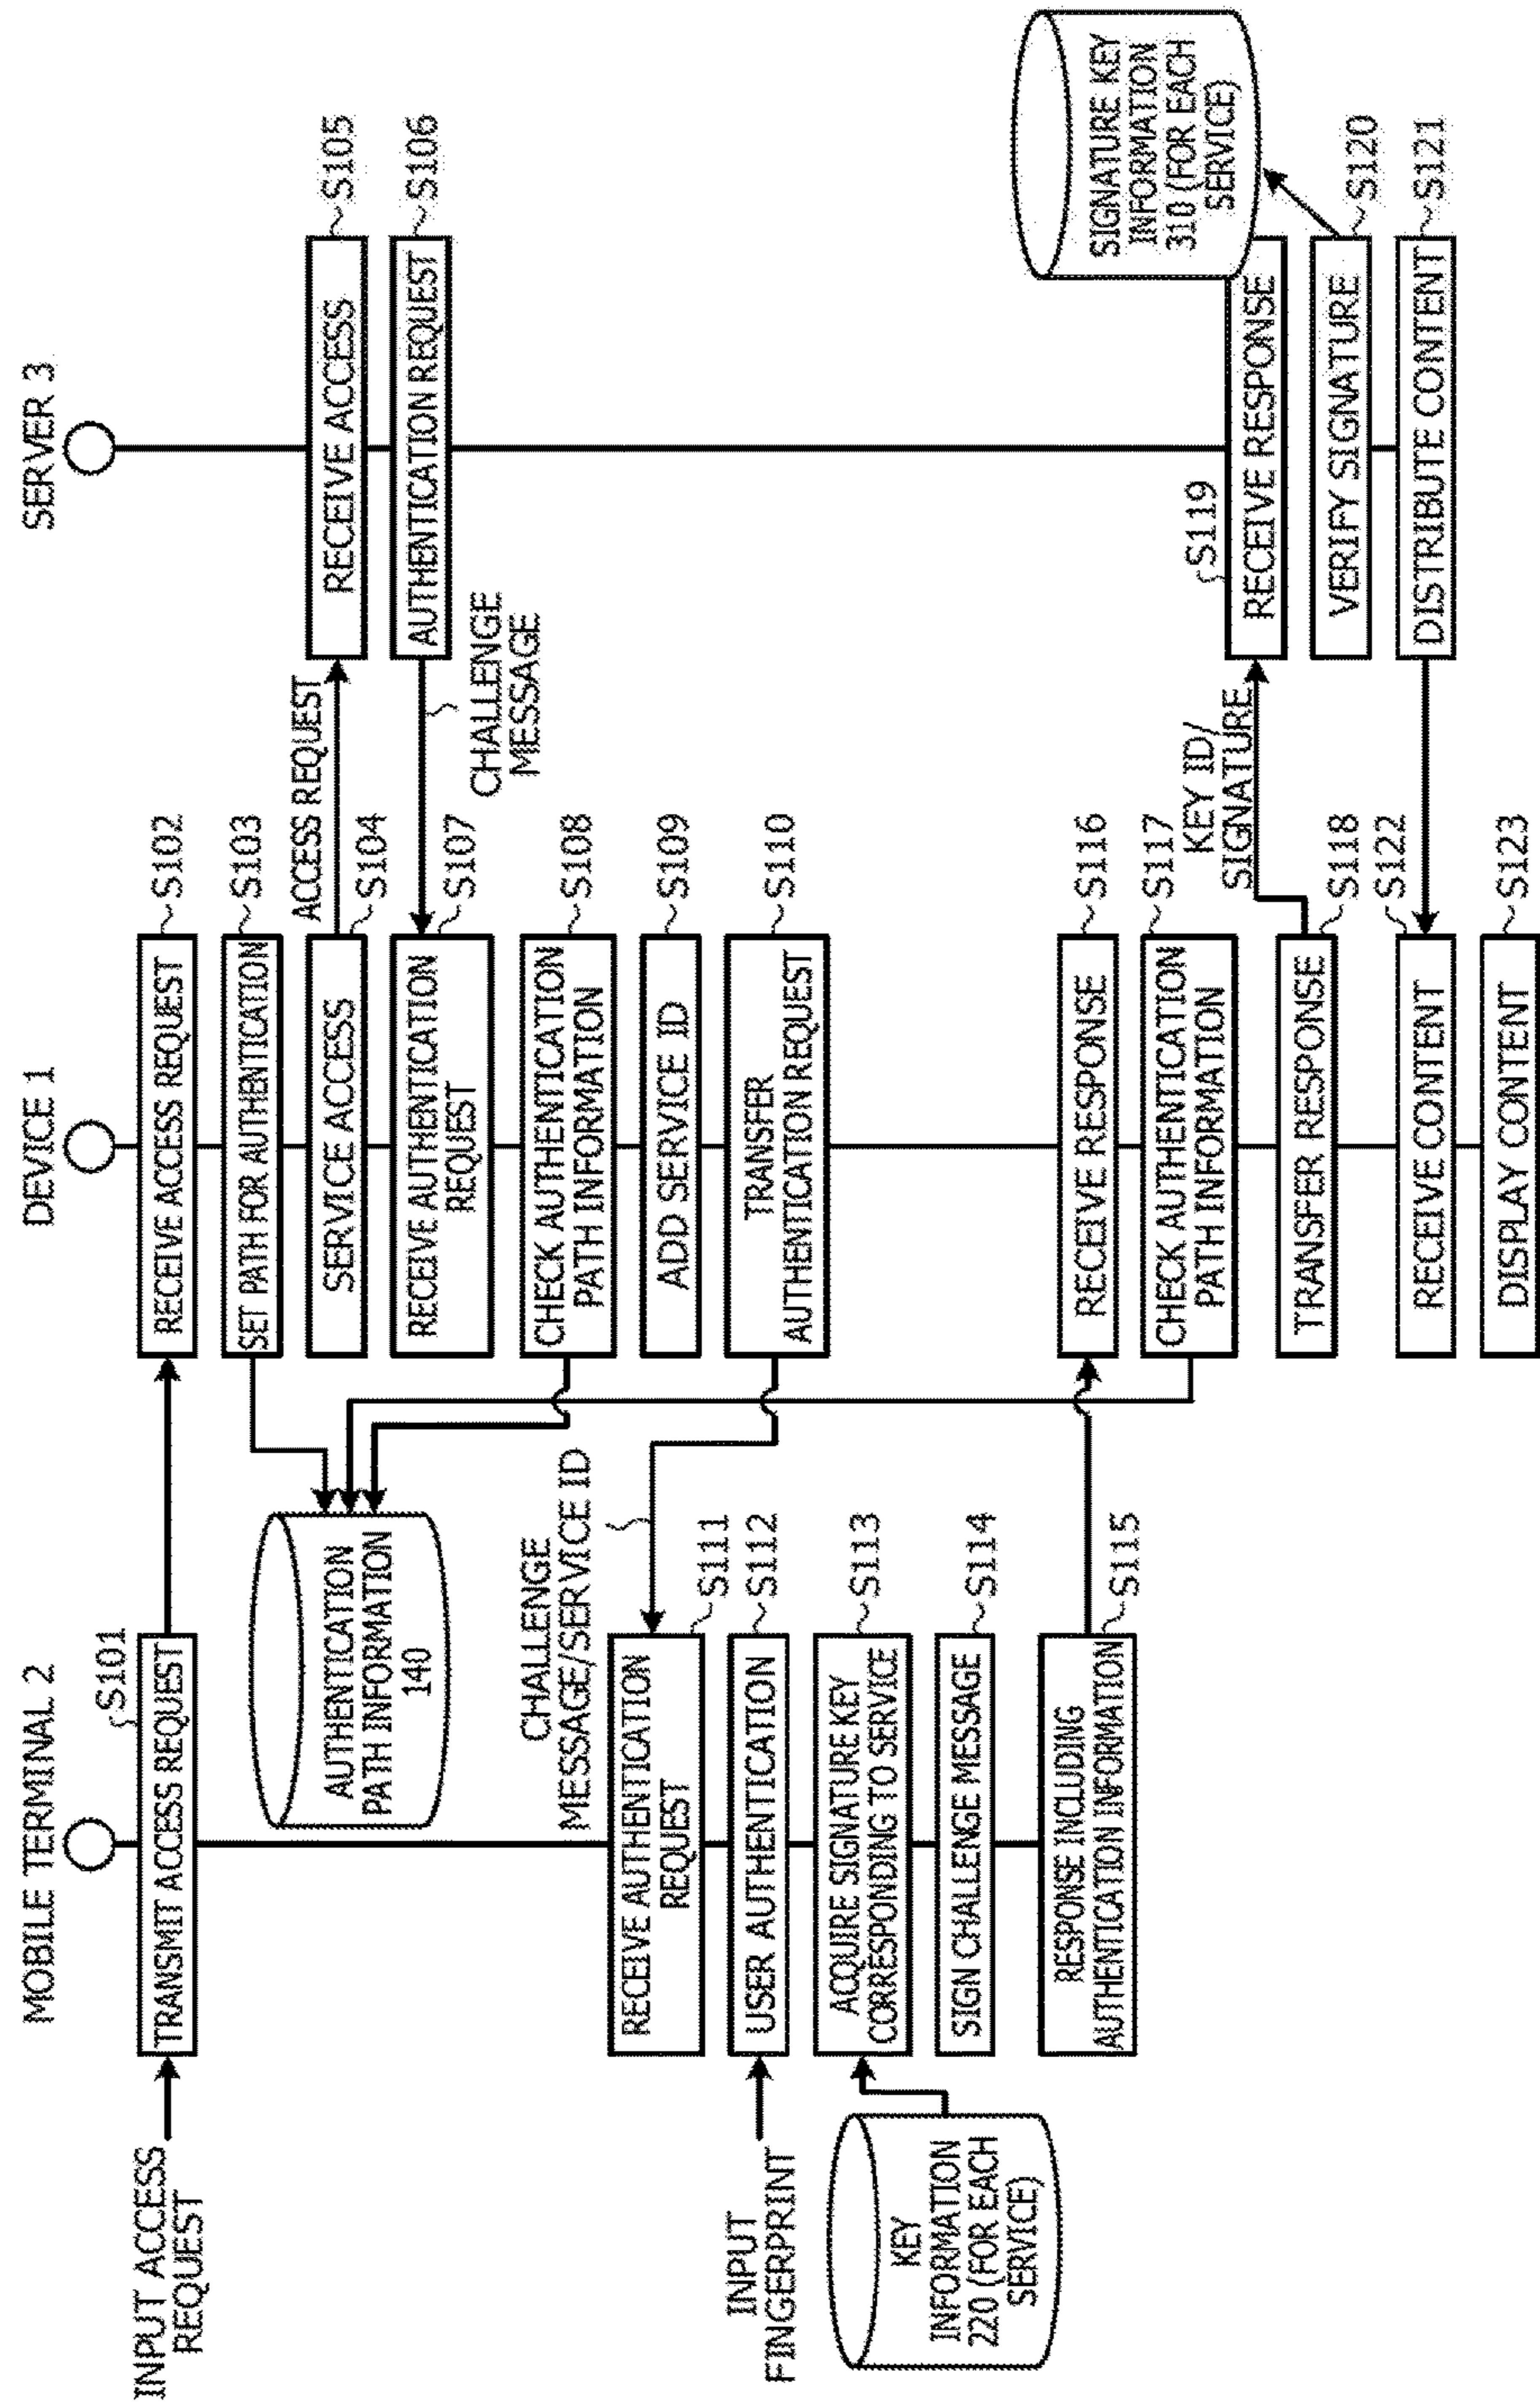 MOBILE TERMINAL 2
DEVICE 1
SERVER 3
INPUT ACCESS
REQUEST
S101
TRANSMIT ACCESS REQUEST
RECEIVE ACCESS REQUEST
S102
SET PATH FOR AUTHENTICATION
S103
AUTHENTICATION
PATH INFORMATION
140
SERVICE ACCESS
S104
ACCESS REQUEST
RECEIVE ACCESS
S105
AUTHENTICATION REQUEST
S106
CHALLENGE
MESSAGE
RECEIVE AUTHENTICATION
REQUEST
S107
CHECK AUTHENTICATION
PATH INFORMATION
S108
ADD SERVICE ID
S109
TRANSFER
AUTHENTICATION REQUEST
S110
CHALLENGE
MESSAGE/SERVICE ID
RECEIVE AUTHENTICATION
REQUEST
S111
INPUT
FINGERPRINT
USER AUTHENTICATION
S112
ACQUIRE SIGNATURE KEY
CORRESPONDING TO SERVICE
S113
KEY
INFORMATION
220 (FOR EACH
SERVICE)
SIGN CHALLENGE MESSAGE
S114
RESPONSE INCLUDING
AUTHENTICATION INFORMATION
S115
RECEIVE RESPONSE
S116
CHECK AUTHENTICATION
PATH INFORMATION
S117
TRANSFER RESPONSE
S118
KEY ID/
SIGNATURE
S119
RECEIVE RESPONSE
SIGNATURE KEY
INFORMATION
310 (FOR EACH
SERVICE)
VERIFY SIGNATURE
S120
DISTRIBUTE CONTENT
S121
RECEIVE CONTENT
S122
DISPLAY CONTENT
S123